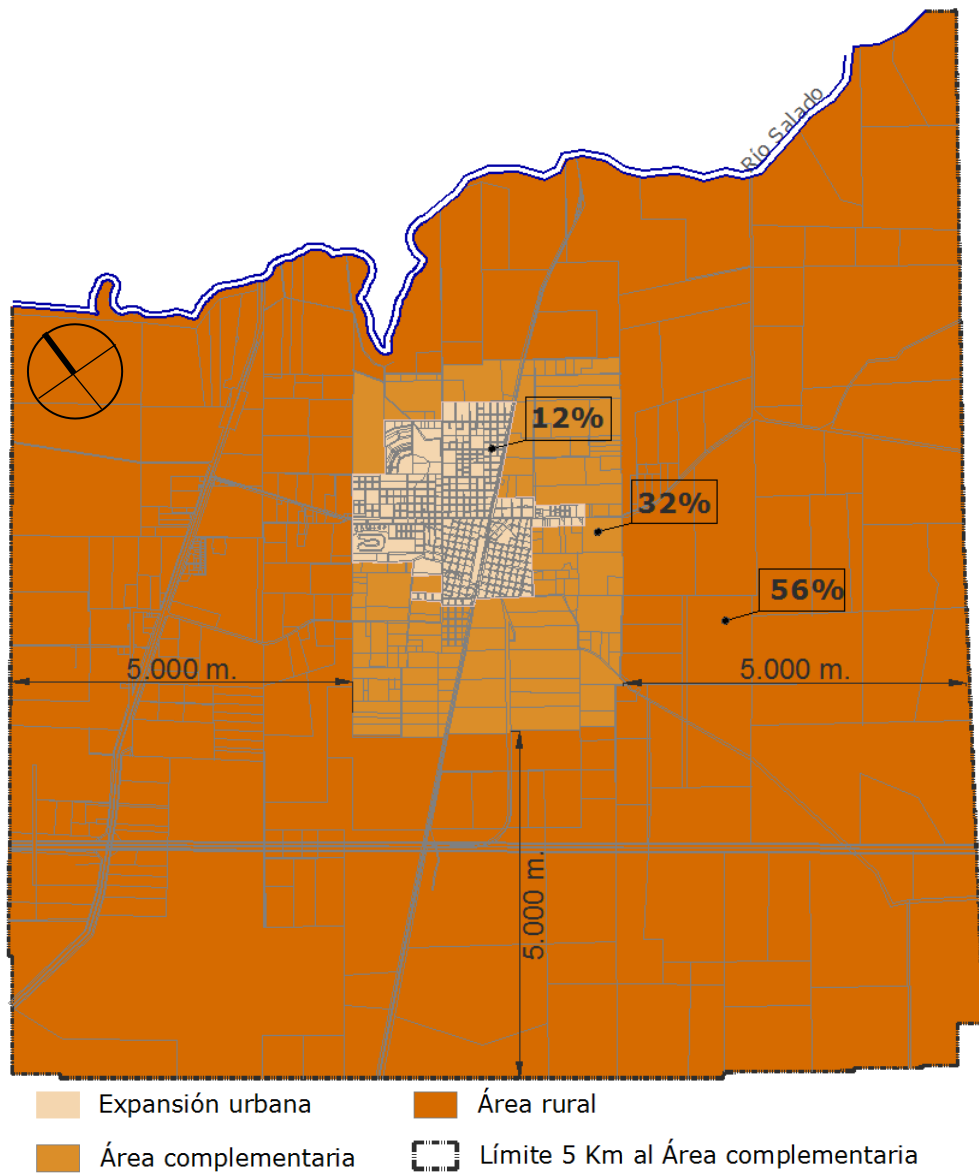 Río Salado
12%
32%
56%
5.000 m.
5.000 m.
5.000 m.
Expansión urbana
Área rural
Área complementaria
Límite 5 Km al Área complementaria